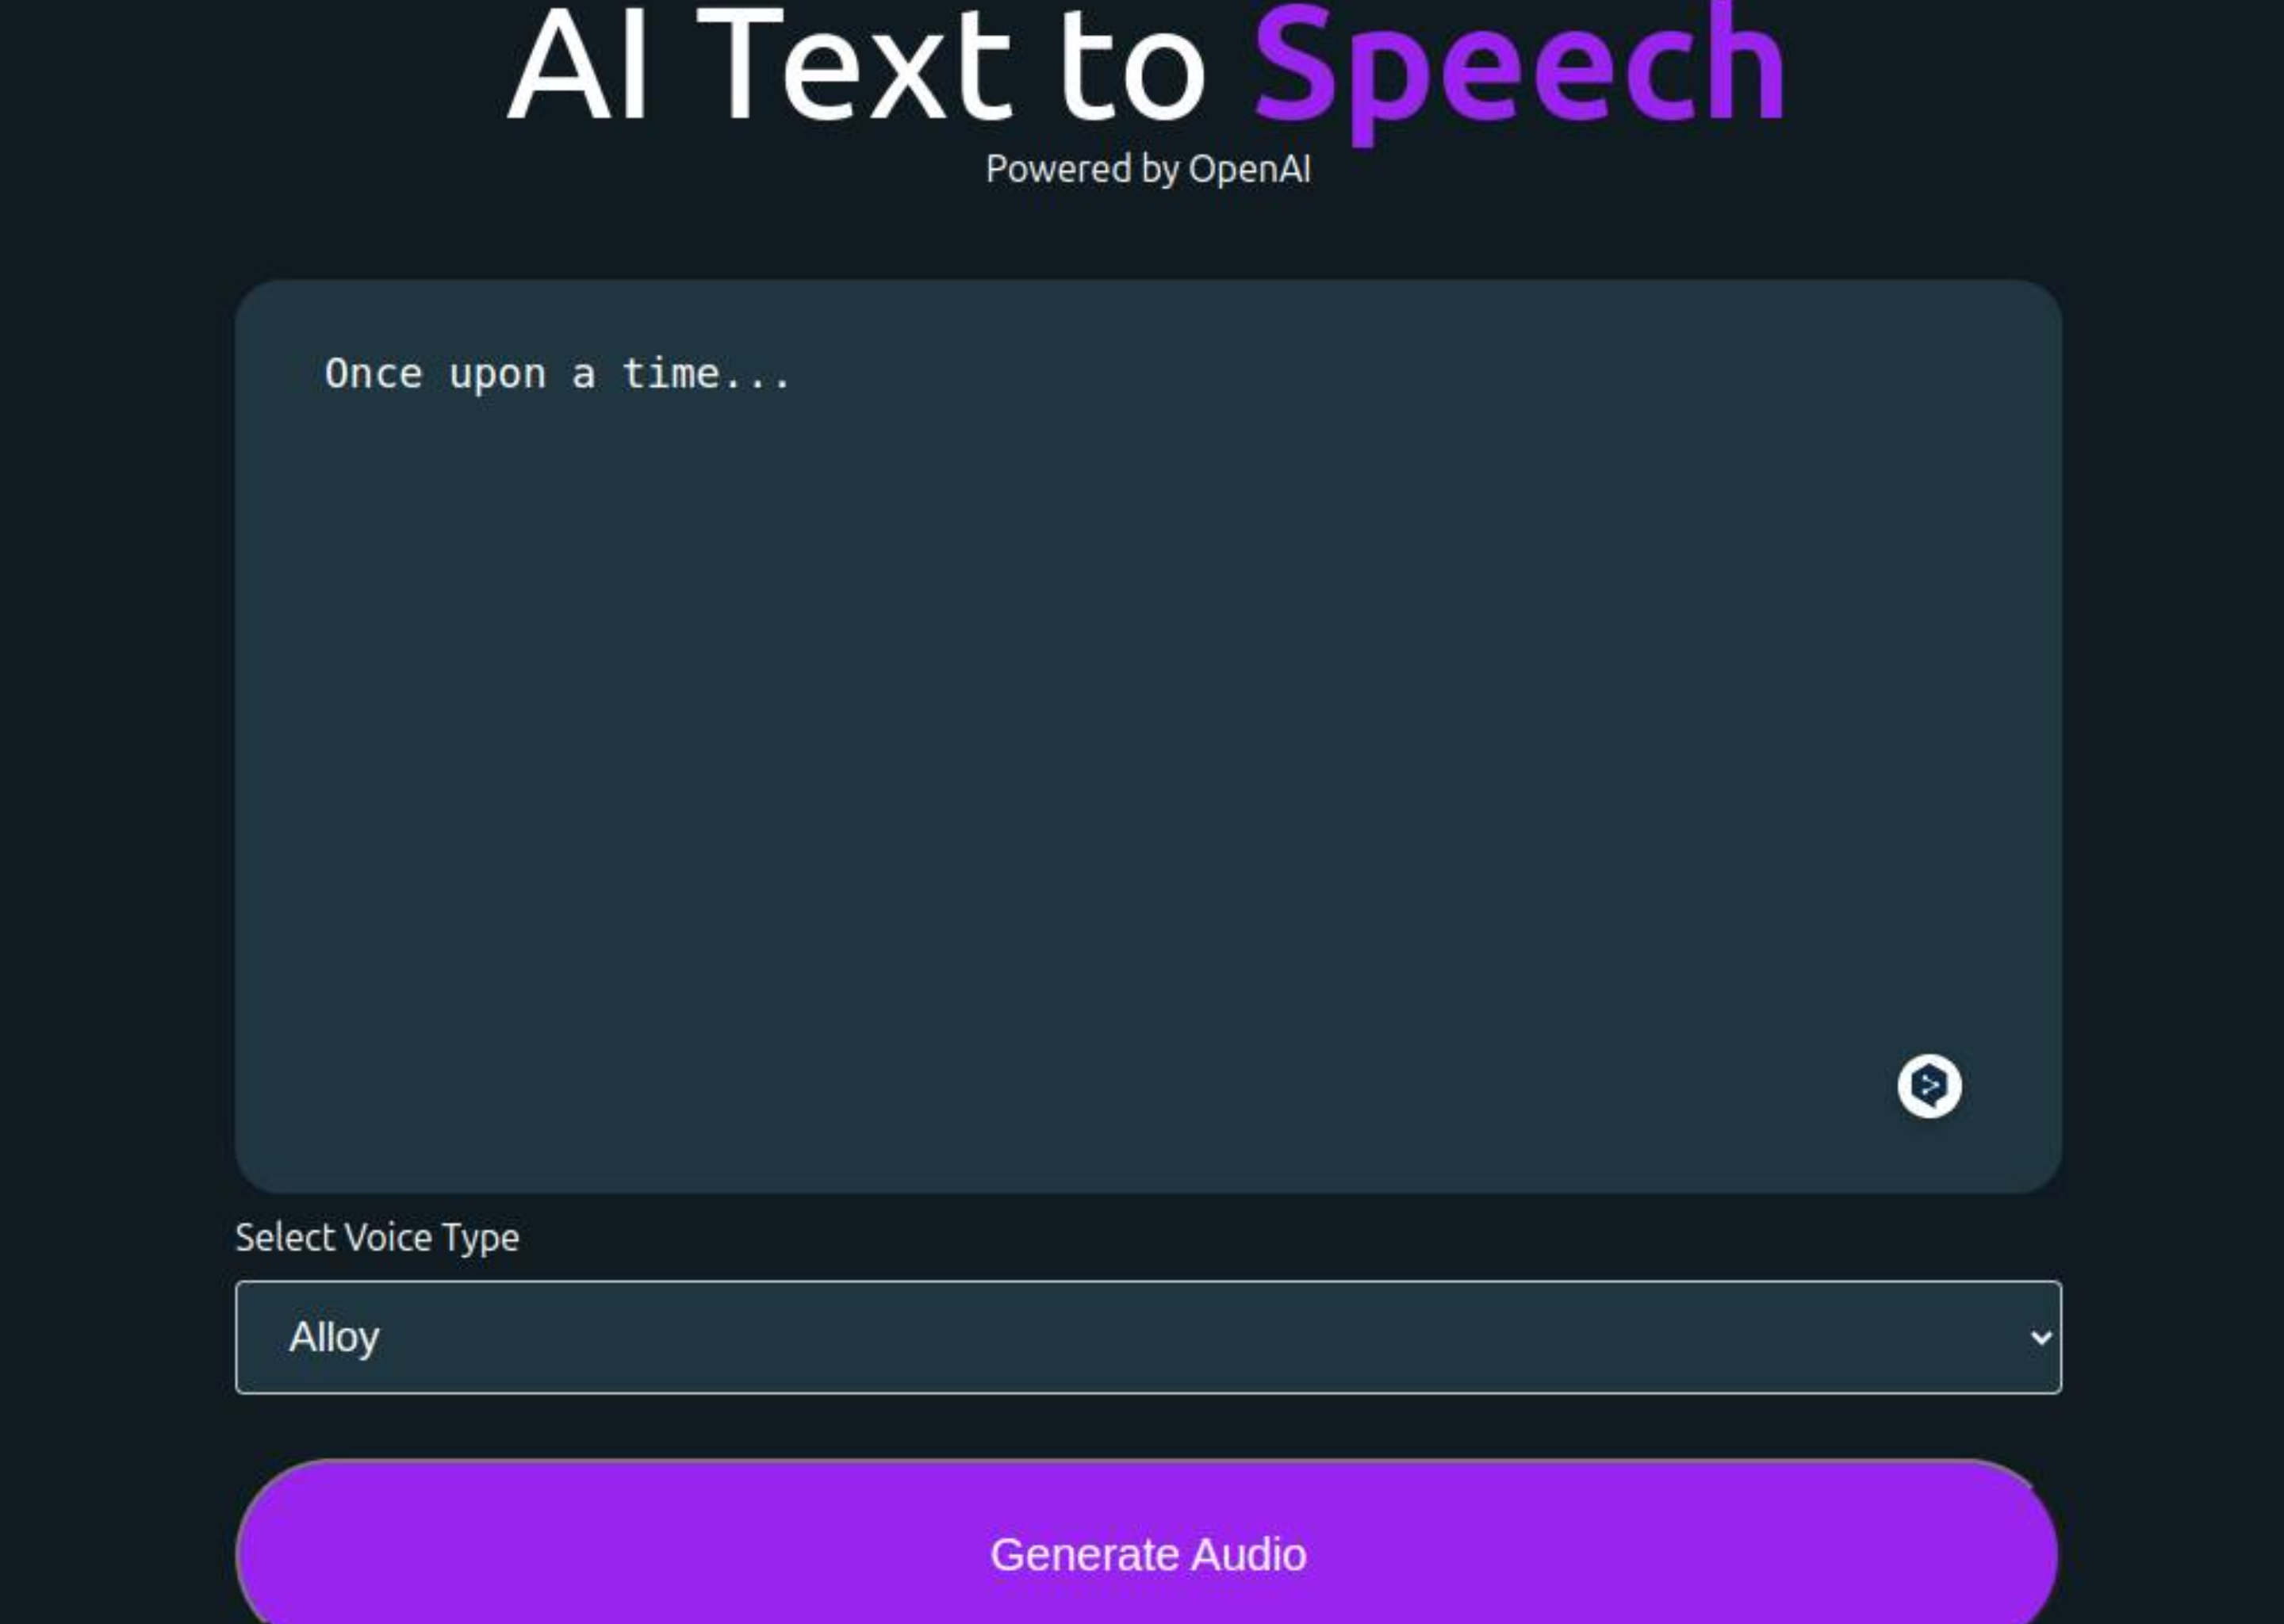 AI Text to Speech
Powered by OpenAI
Once upon a time...
Select Voice Type
Alloy
Generate Audio